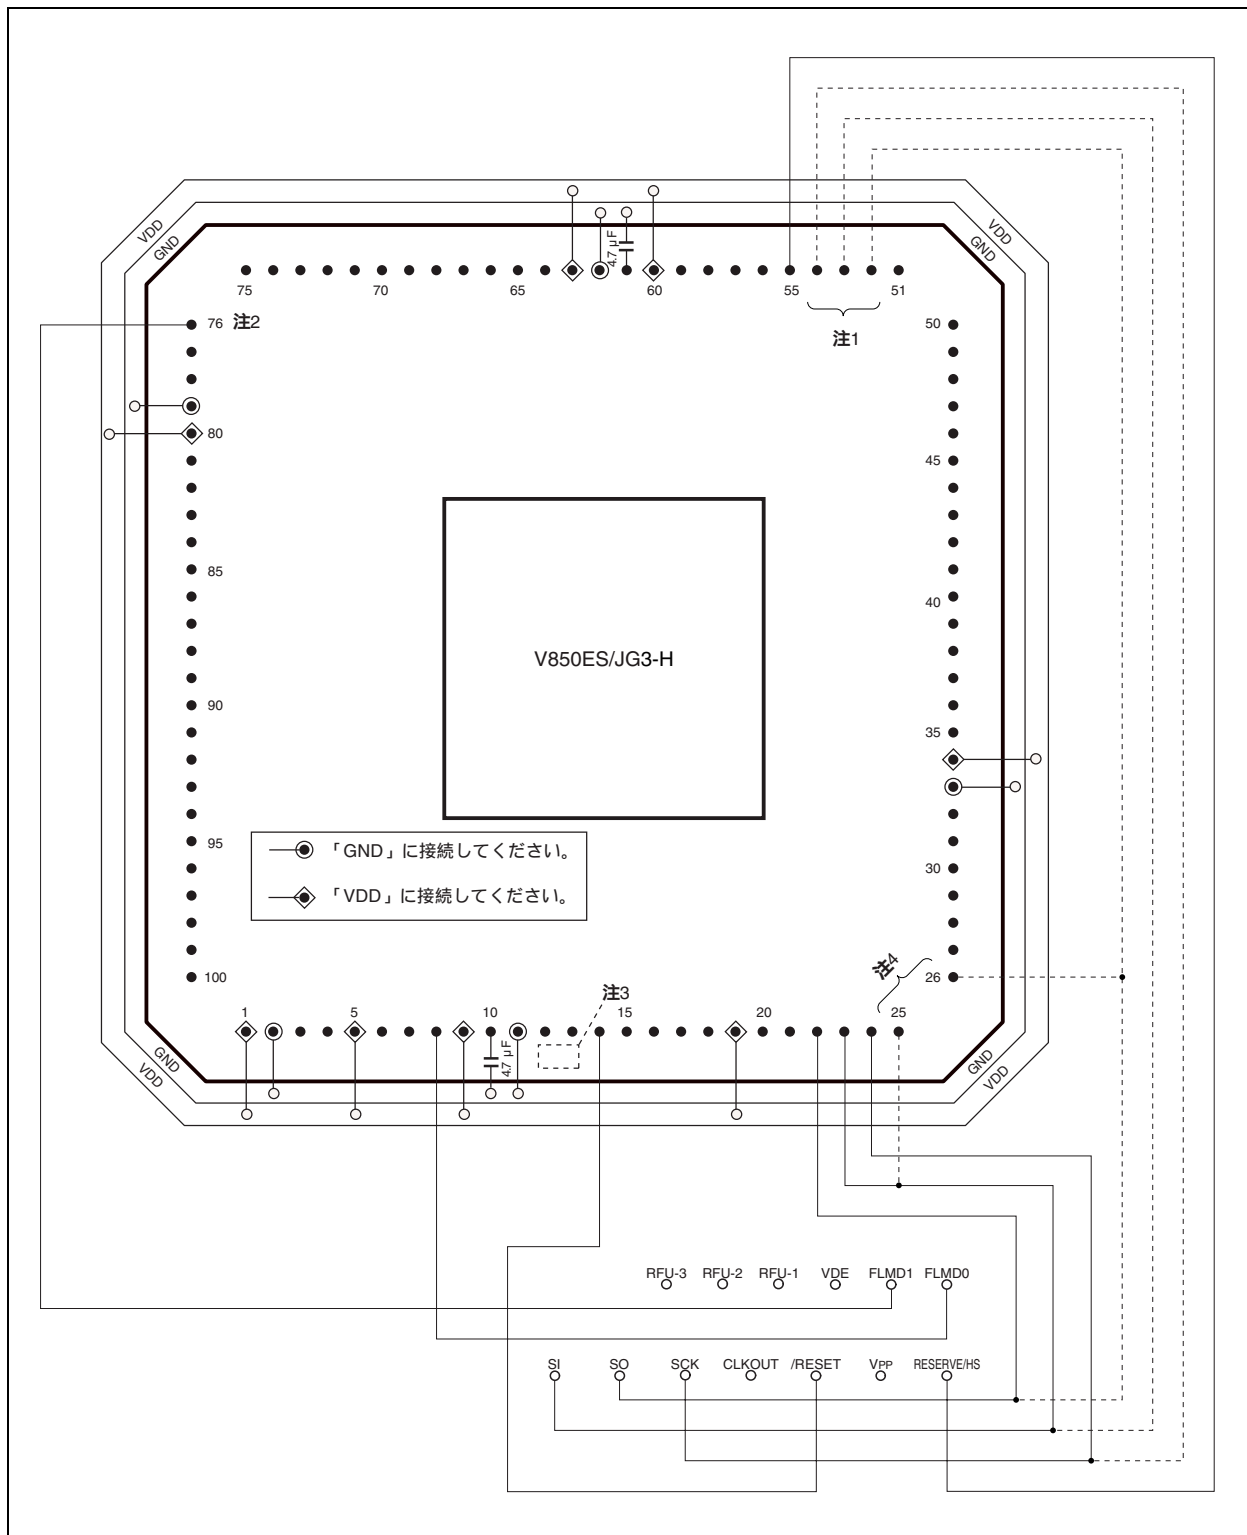 VDD
GND
VDD
GND
4.7 μF
75
70
65
60
55
51
76
注2
注1
50
80
45
85
40
V850ES/JG3-H
90
35
95
「GND」に接続してください。
「VDD」に接続してください。
30
100
注4
26
注3
1
5
10
15
20
25
4.7 μF
GND
VDD
GND
VDD
RFU-3
RFU-2
RFU-1
VDE
FLMD1
FLMD0
SI
SO
SCK
CLKOUT
/RESET
VPP
RESERVE/HS